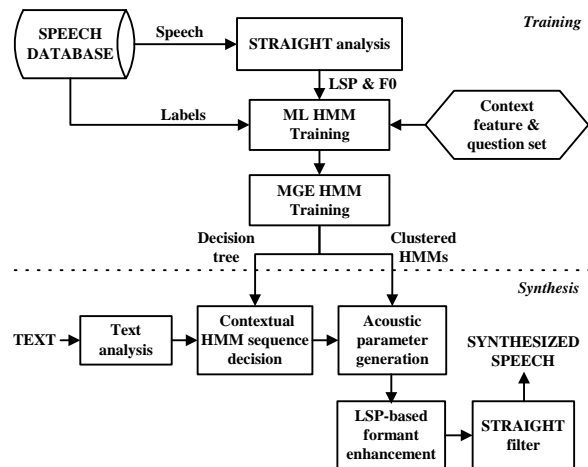 Training
SPEECH
DATABASE
Speech
STRAIGHT analysis
LSP & F0
Labels
ML HMM
Training
Context
feature &
question set
MGE HMM
Training
Decision
tree
Clustered
HMMs
Synthesis
TEXT
Text
analysis
Contextual
HMM sequence
decision
Acoustic
parameter
generation
SYNTHESIZED
SPEECH
LSP-based
formant
enhancement
STRAIGHT
filter